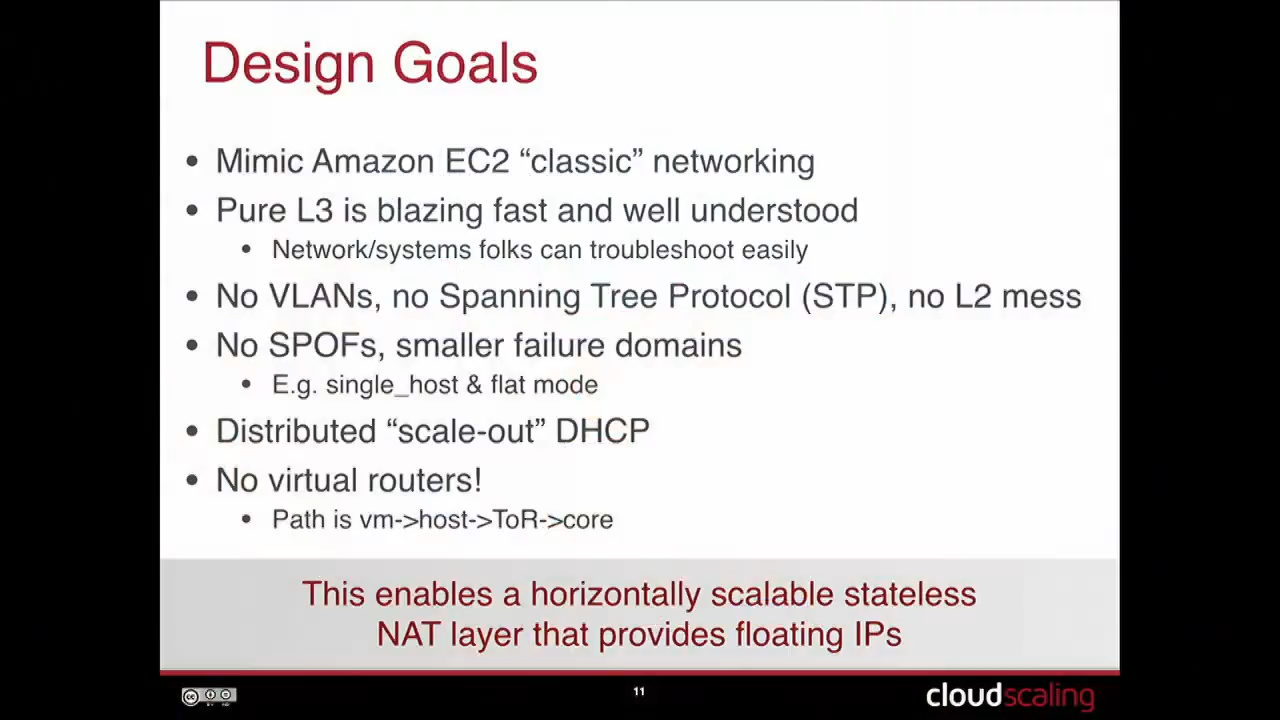 Design Goals
• Mimic Amazon EC2 “classic” networking
• Pure L3 is blazing fast and well understood
• Network/systems folks can troubleshoot easily
• No VLANs, no Spanning Tree Protocol (STP), no L2 mess
• No SPOFs, smaller failure domains
• E.g. single_host & flat mode
• Distributed “scale-out” DHCP
• No virtual routers!
• Path is vm->host->ToR->core
This enables a horizontally scalable stateless
NAT layer that provides floating IPs
11
cloudscaling